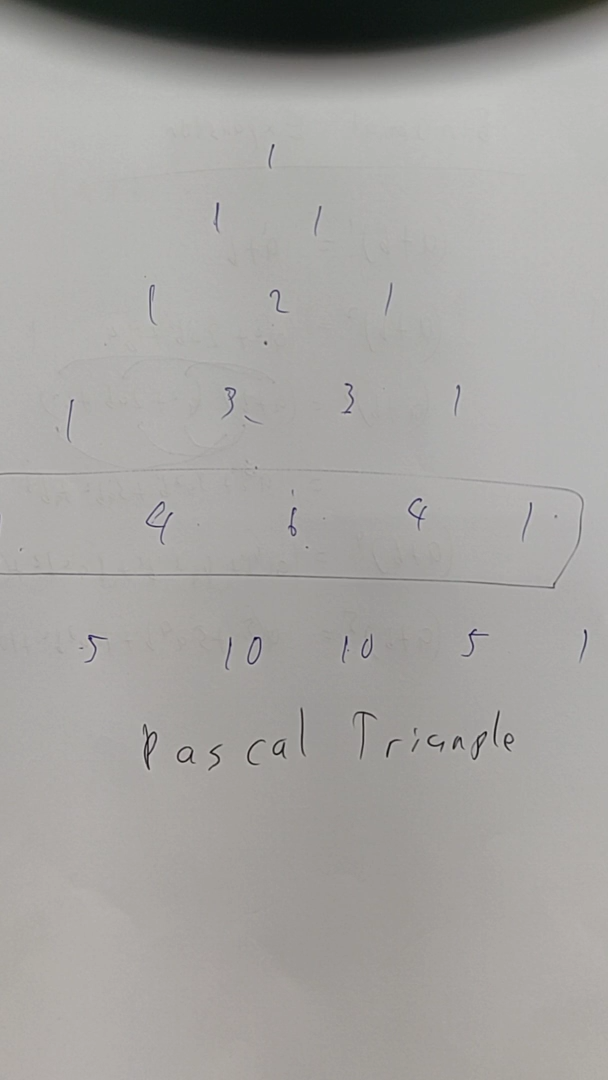 1
1 1
1 2 1
1 3 3 1
4 6 4 1
5 10 10 5 1
Pascal Triangle